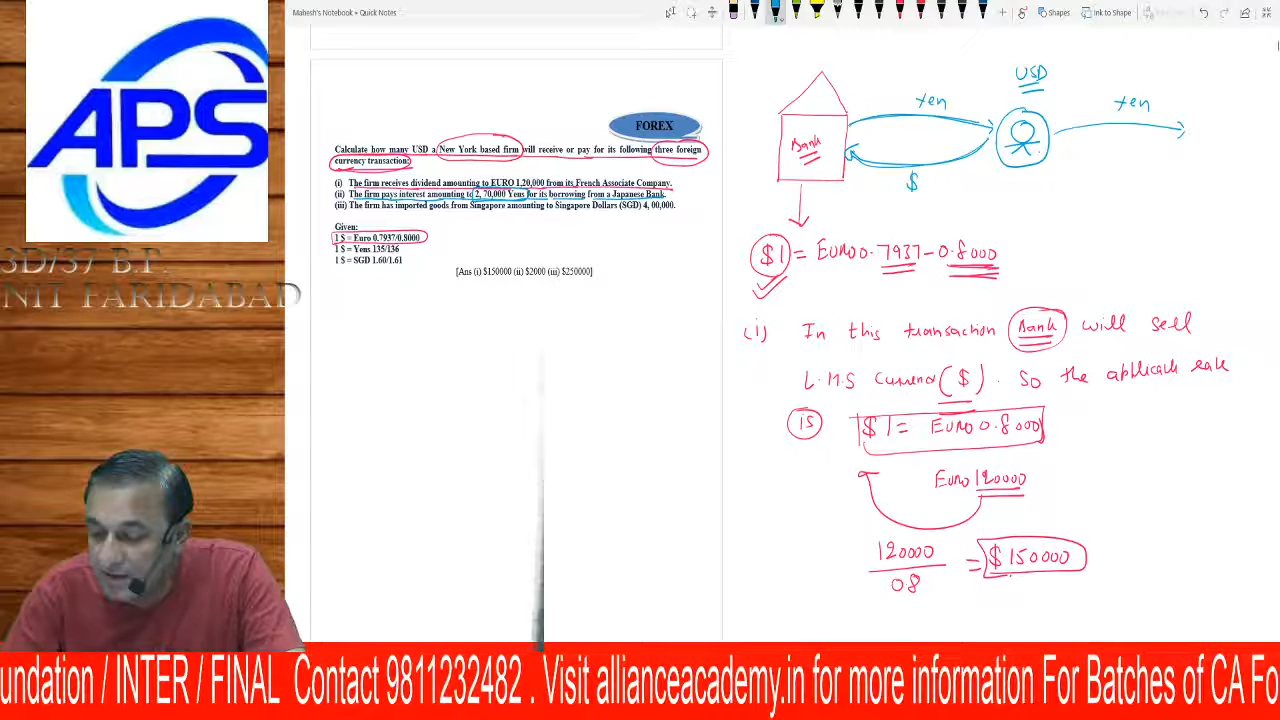 Mahesh's Notebook » Quick Notes
Shapes
Ink to Shape
APS
3D/37 B.P.
NIT FARIDABAD
FOREX
Calculate how many USD a New York based firm will receive or pay for its following three foreign
currency transaction:
(i) The firm receives dividend amounting to EURO 1,20,000 from its French Associate Company.
(ii) The firm pays interest amounting to 2, 70,000 Yens for its borrowing from a Japanese Bank.
(iii) The firm has imported goods from Singapore amounting to Singapore Dollars (SGD) 4, 00,000.
Given:
1 $ = Euro 0.7937/0.8000
1 $ = Yens 135/136
1 $ = SGD 1.60/1.61
[Ans (i) $150000 (ii) $2000 (iii) $250000]
USD
Yen
Yen
Bank
$
$1 = EURO 0.7937 - 0.8000
(i) In this transaction Bank will sell
L.H.S currency ($). So the applicable rate
is $1 = EURO 0.8000
Euro 120000
120000
= $150000
0.8
undation / INTER / FINAL Contact 9811232482 . Visit allianceacademy.in for more information For Batches of CA Fo